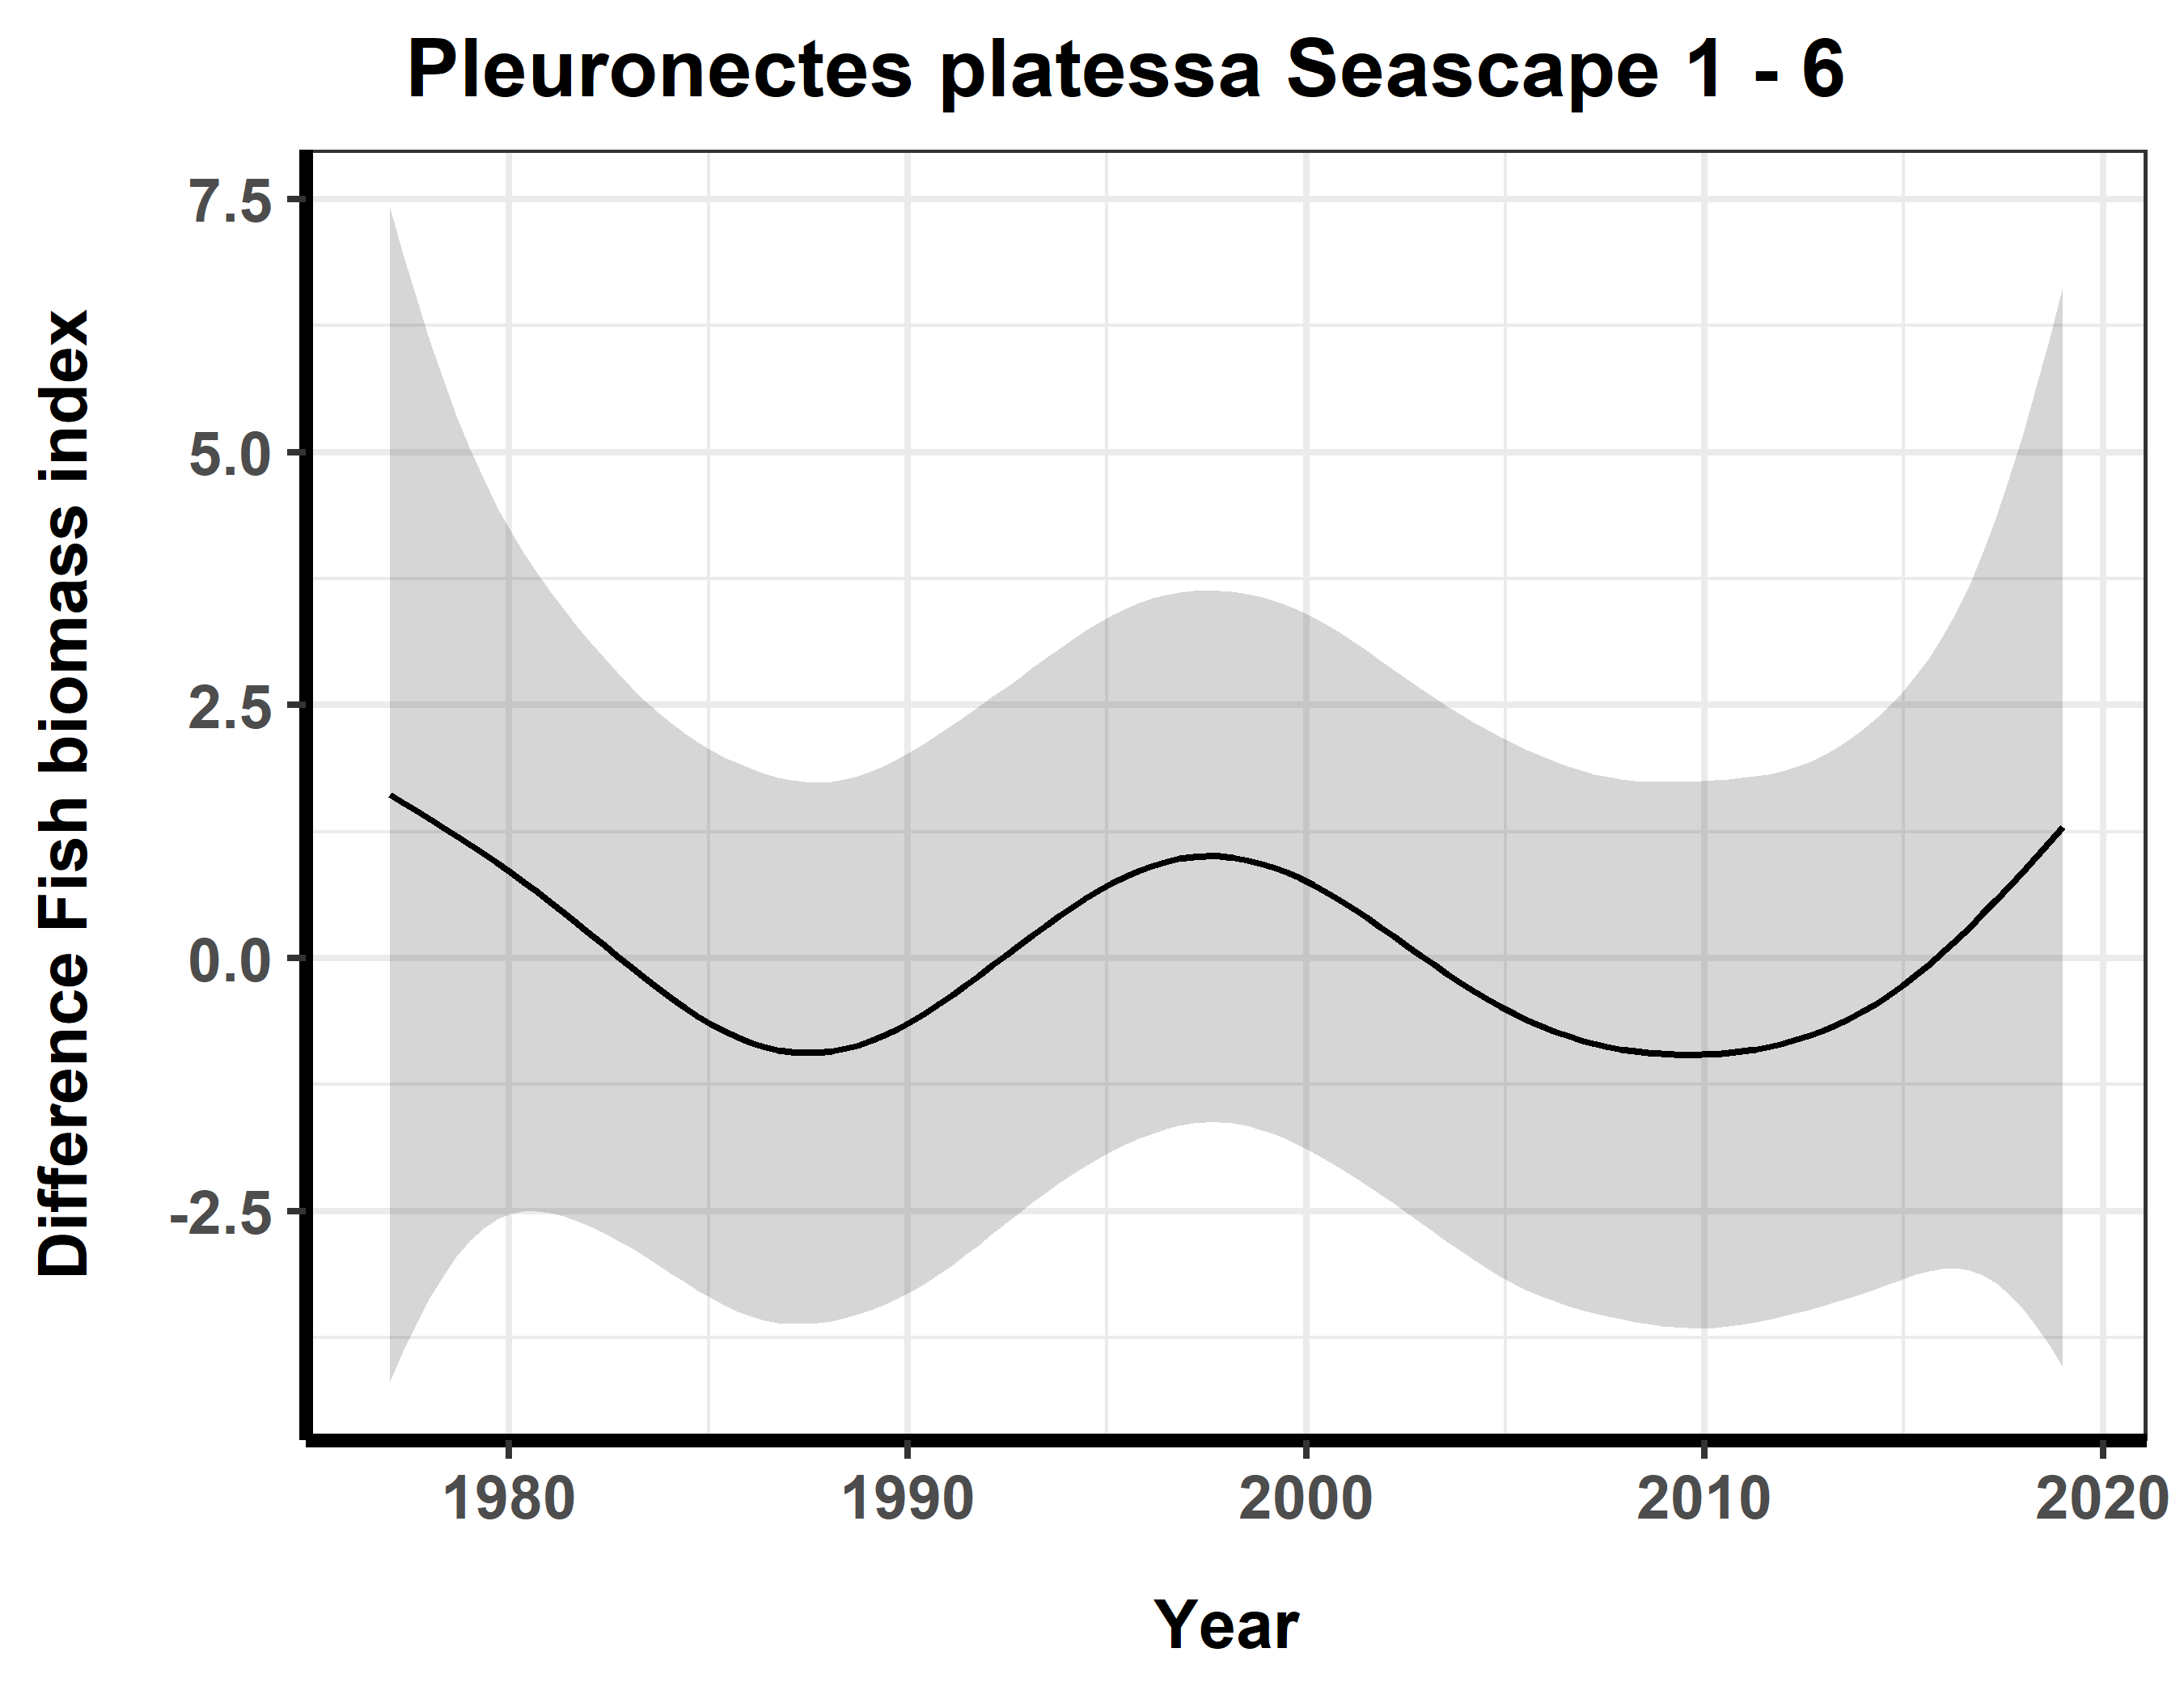 Pleuronectes platessa Seascape 1 - 6
Difference Fish biomass index
7.5
5.0
2.5
0.0
-2.5
1980 1990 2000 2010 2020
Year